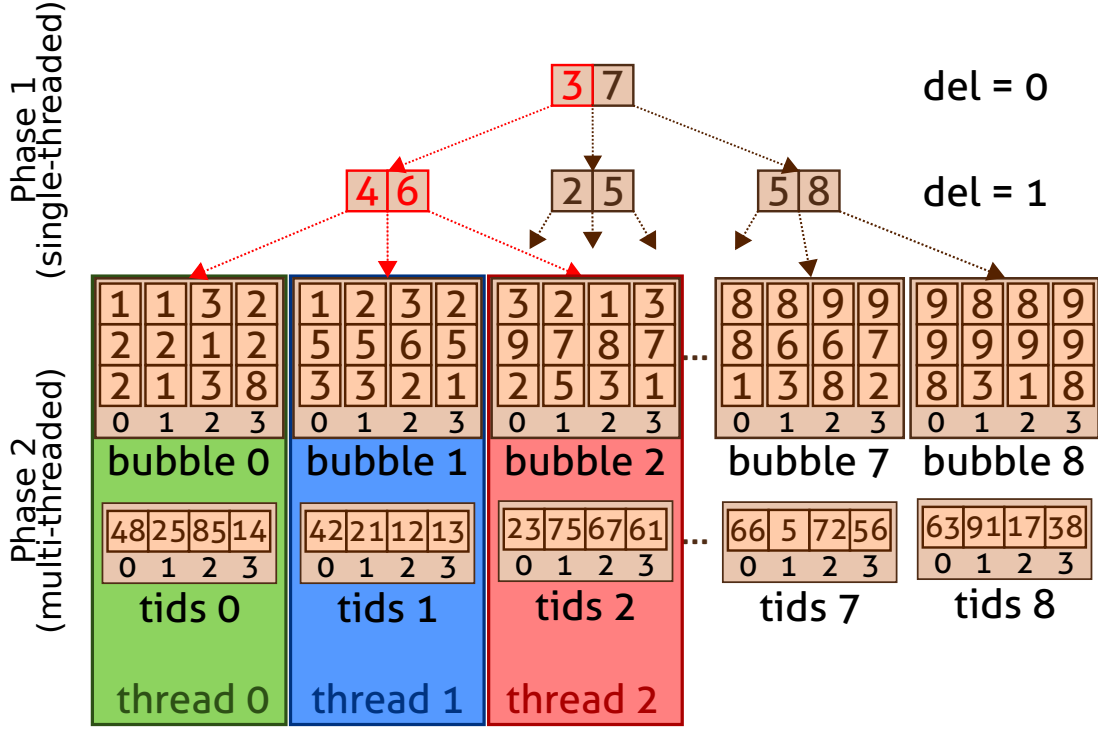 Phase 1
(single-threaded)
3 7
del = 0
4 6
2 5
5 8
del = 1
Phase 2
(multi-threaded)
1 1 3 2
2 2 1 2
2 1 3 8
0 1 2 3
bubble 0
1 2 3 2
5 5 6 5
3 3 2 1
0 1 2 3
bubble 1
3 2 1 3
9 7 8 7
2 5 3 1
0 1 2 3
bubble 2
...
8 8 9 9
8 6 6 7
1 3 8 2
0 1 2 3
bubble 7
9 8 8 9
9 9 9 9
8 3 1 8
0 1 2 3
bubble 8
48 25 85 14
0 1 2 3
tids 0
42 21 12 13
0 1 2 3
tids 1
23 75 67 61
0 1 2 3
tids 2
...
66 5 72 56
0 1 2 3
tids 7
63 91 17 38
0 1 2 3
tids 8
thread 0
thread 1
thread 2